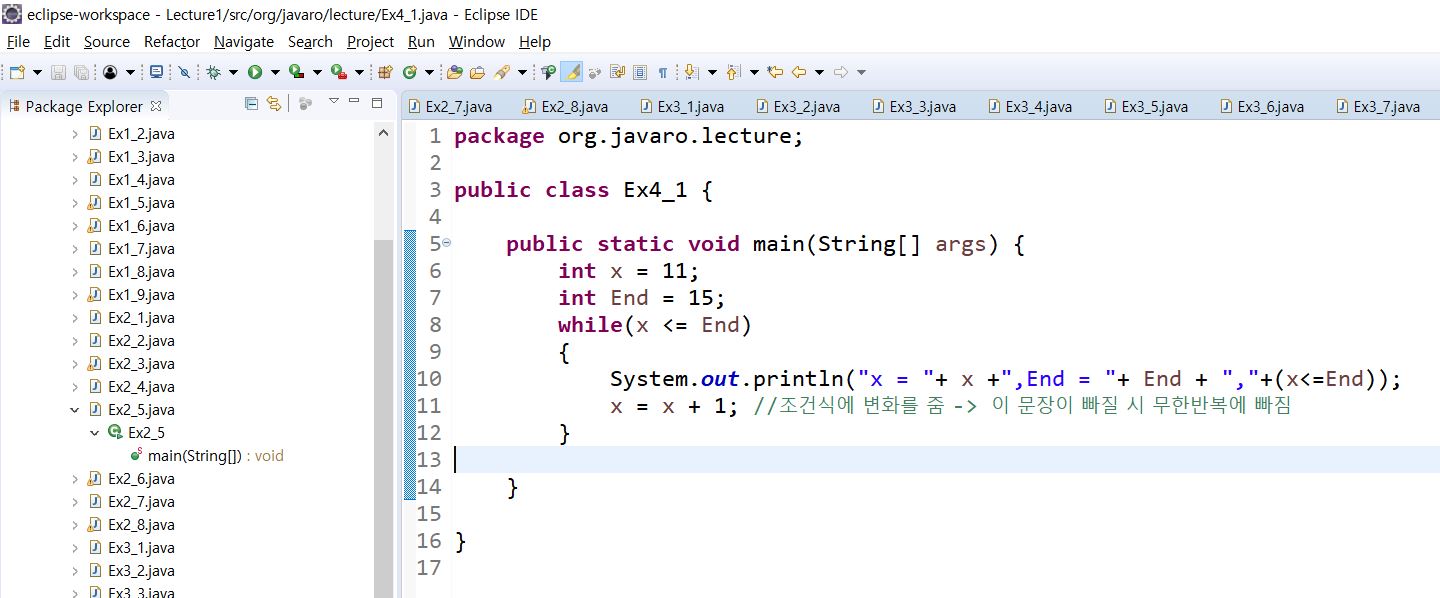 eclipse-workspace - Lecture1/src/org/javaro/lecture/Ex4_1.java - Eclipse IDE
File Edit Source Refactor Navigate Search Project Run Window Help
Package Explorer
Ex2_7.java Ex2_8.java Ex3_1.java Ex3_2.java Ex3_3.java Ex3_4.java Ex3_5.java Ex3_6.java Ex3_7.java
Ex1_2.java
Ex1_3.java
Ex1_4.java
Ex1_5.java
Ex1_6.java
Ex1_7.java
Ex1_8.java
Ex1_9.java
Ex2_1.java
Ex2_2.java
Ex2_3.java
Ex2_4.java
Ex2_5.java
Ex2_5
main(String[]) : void
Ex2_6.java
Ex2_7.java
Ex2_8.java
Ex3_1.java
Ex3_2.java
Ex3_3.java
1 package org.javaro.lecture;
2
3 public class Ex4_1 {
4
5 public static void main(String[] args) {
6 int x = 11;
7 int End = 15;
8 while(x <= End)
9 {
10 System.out.println("x = "+ x +",End = "+ End + ","+(x<=End));
11 x = x + 1; //조건식에 변화를 줌 -> 이 문장이 빠질 시 무한반복에 빠짐
12 }
13
14 }
15
16 }
17